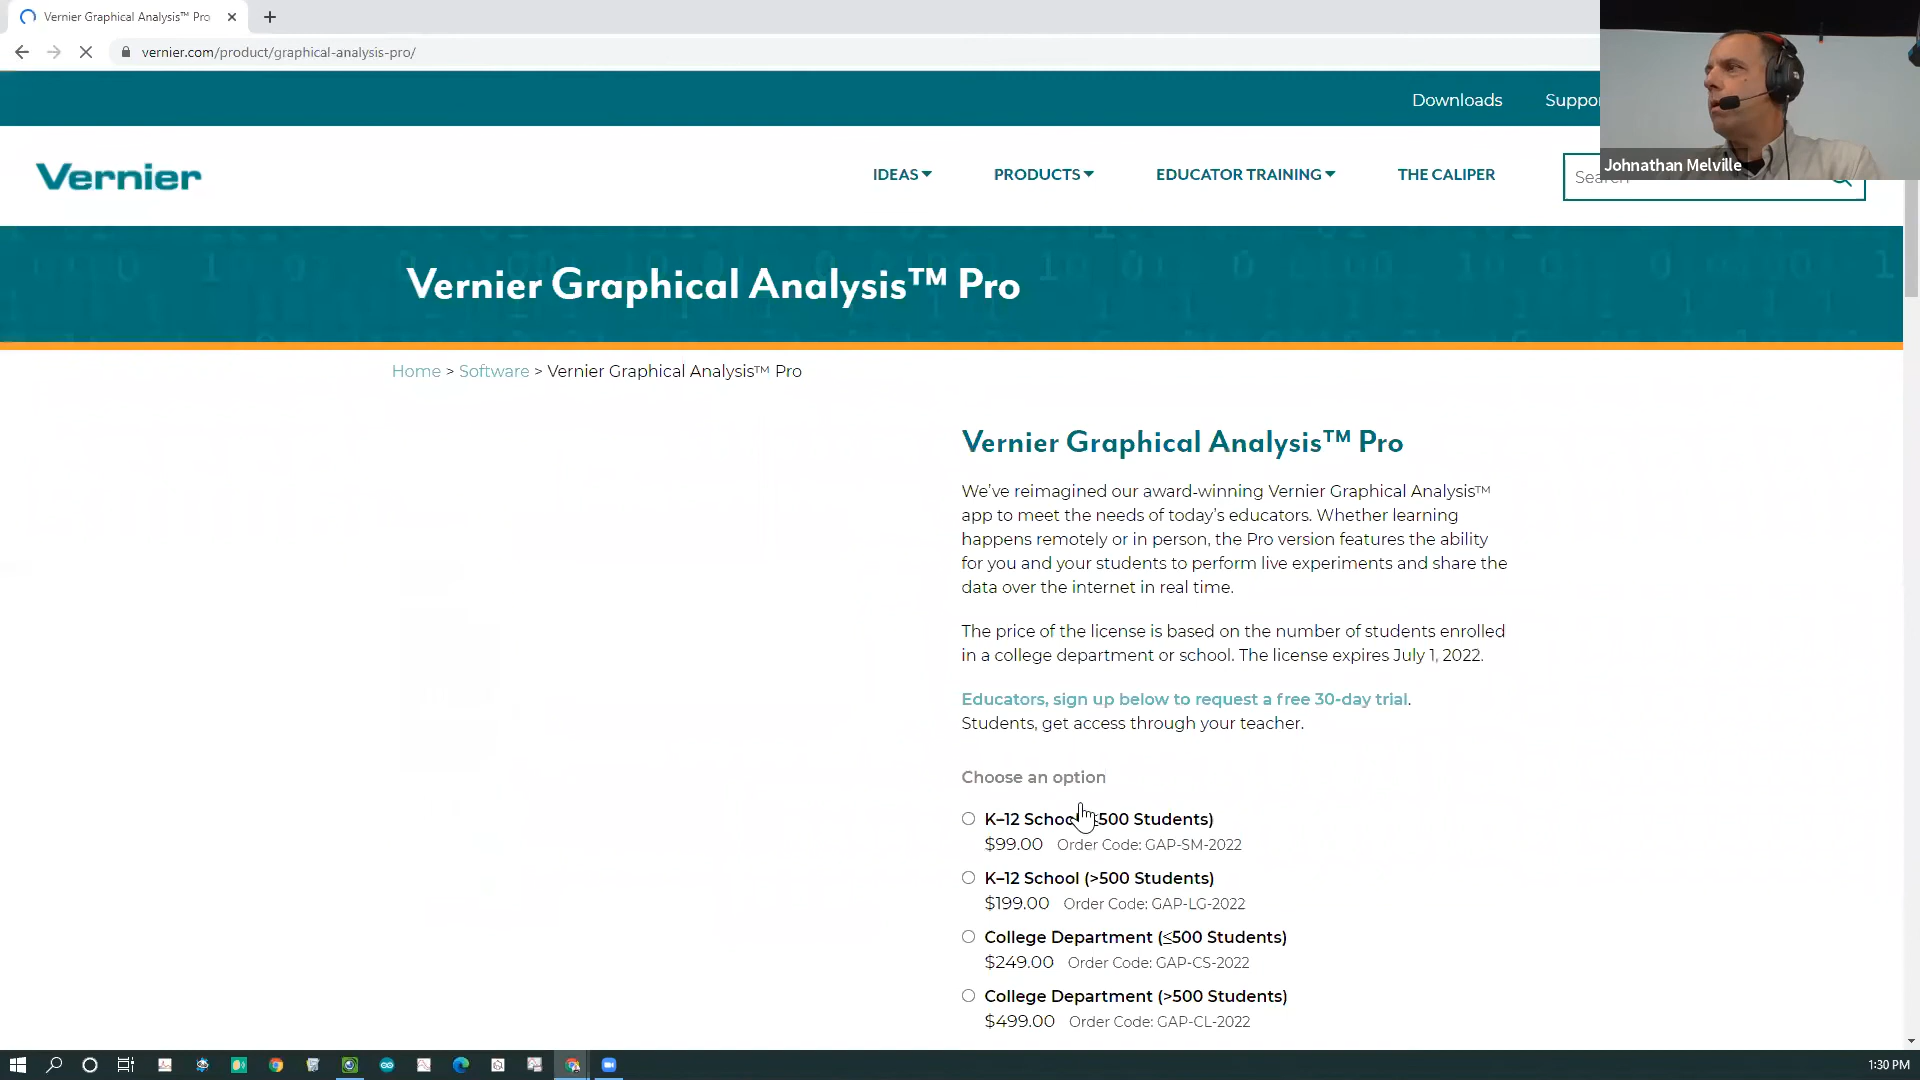 Vernier Graphical Analysis™ Pro
vernier.com/product/graphical-analysis-pro/
Downloads
Johnathan Melville
Vernier
IDEAS
PRODUCTS
EDUCATOR TRAINING
THE CALIPER
Search
Vernier Graphical Analysis™ Pro
Home > Software > Vernier Graphical Analysis™ Pro
Vernier Graphical Analysis™ Pro
We've reimagined our award-winning Vernier Graphical Analysis™
app to meet the needs of today's educators. Whether learning
happens remotely or in person, the Pro version features the ability
for you and your students to perform live experiments and share the
data over the internet in real time.
The price of the license is based on the number of students enrolled
in a college department or school. The license expires July 1, 2022.
Educators, sign up below to request a free 30-day trial.
Students, get access through your teacher.
Choose an option
K–12 School (≤500 Students)
$99.00 Order Code: GAP-SM-2022
K–12 School (>500 Students)
$199.00 Order Code: GAP-LG-2022
College Department (≤500 Students)
$249.00 Order Code: GAP-CS-2022
College Department (>500 Students)
$499.00 Order Code: GAP-CL-2022
1:30 PM